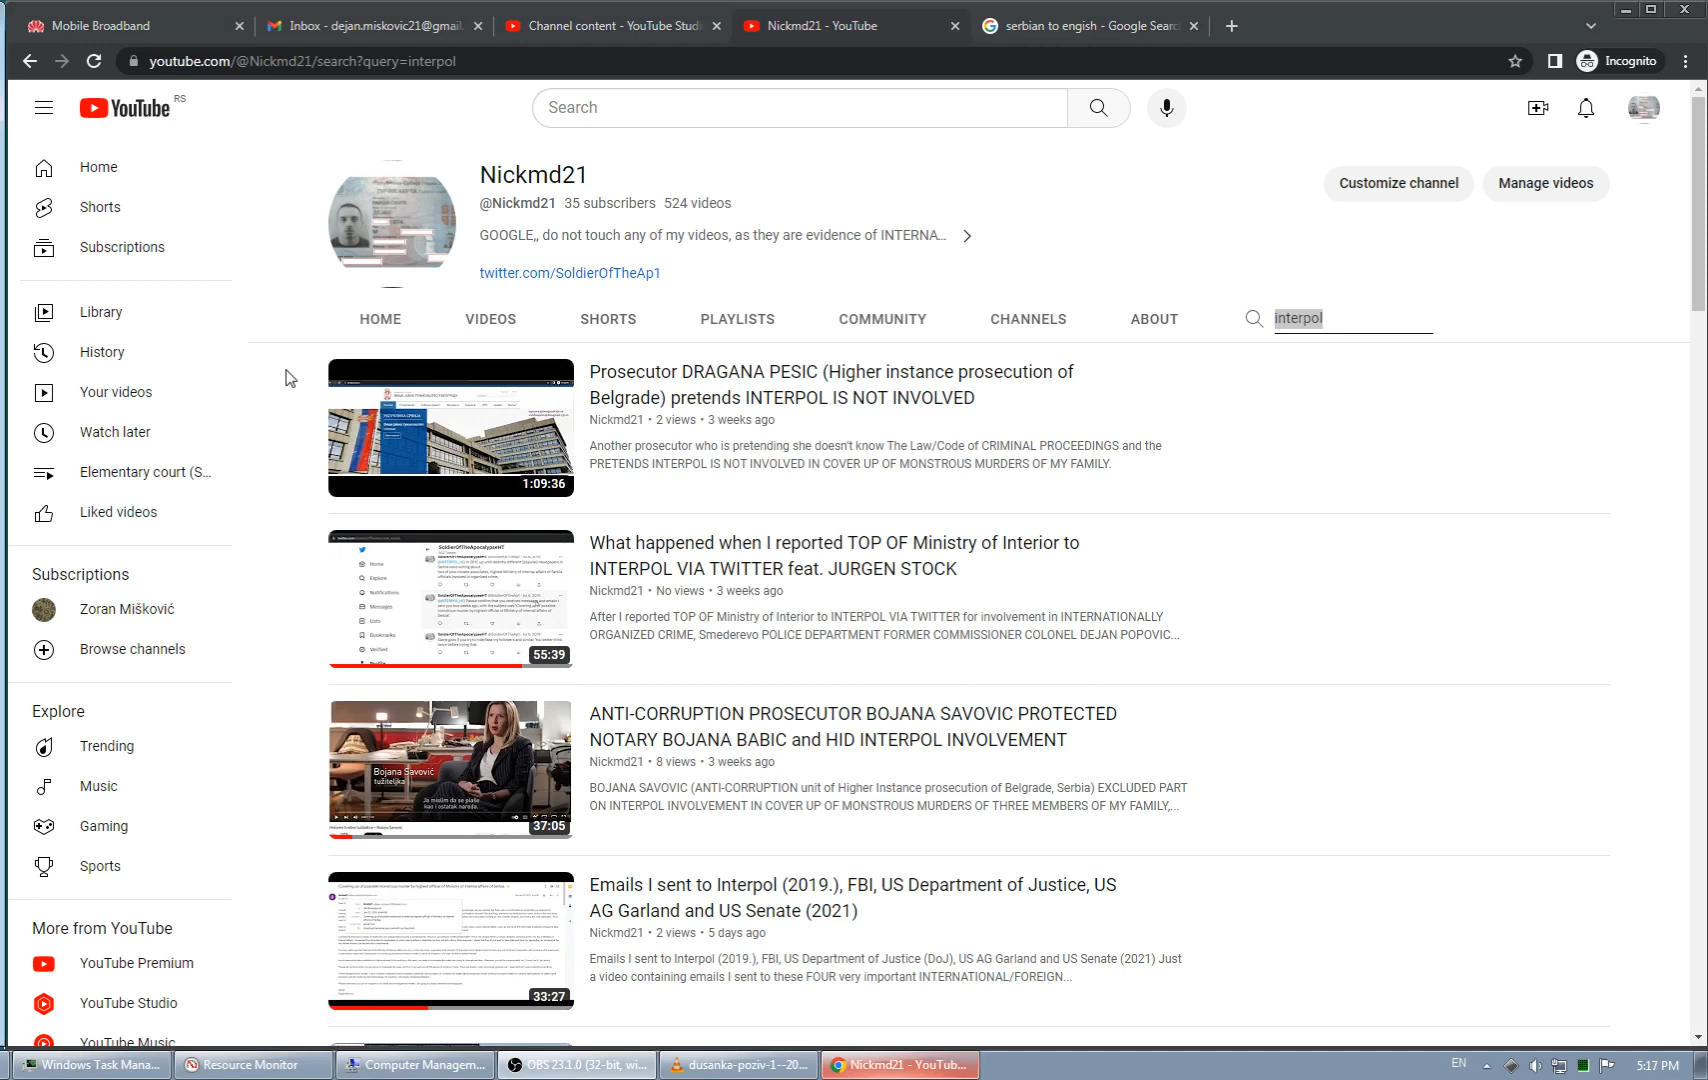 Mobile Broadband
Inbox - dejan.miskovic21@gmail.
Channel content - YouTube Studi
Nickmd21 - YouTube
serbian to engish - Google Searc
youtube.com/@Nickmd21/search?query=interpol
Incognito
YouTube RS
Search
Home
Shorts
Subscriptions
Library
History
Your videos
Watch later
Elementary court (S...
Liked videos
Subscriptions
Zoran Mišković
Browse channels
Explore
Trending
Music
Gaming
Sports
More from YouTube
YouTube Premium
YouTube Studio
YouTube Music
Nickmd21
@Nickmd21 35 subscribers 524 videos
GOOGLE,, do not touch any of my videos, as they are evidence of INTERNA...
twitter.com/SoldierOfTheAp1
Customize channel
Manage videos
HOME
VIDEOS
SHORTS
PLAYLISTS
COMMUNITY
CHANNELS
ABOUT
interpol
1:09:36
Prosecutor DRAGANA PESIC (Higher instance prosecution of
Belgrade) pretends INTERPOL IS NOT INVOLVED
Nickmd21 • 2 views • 3 weeks ago
Another prosecutor who is pretending she doesn't know The Law/Code of CRIMINAL PROCEEDINGS and the
PRETENDS INTERPOL IS NOT INVOLVED IN COVER UP OF MONSTROUS MURDERS OF MY FAMILY.
SoldierOfTheApocalypseHT
Home
Explore
Notifications
Messages
Lists
Bookmarks
Verified
55:39
What happened when I reported TOP OF Ministry of Interior to
INTERPOL VIA TWITTER feat. JURGEN STOCK
Nickmd21 • No views • 3 weeks ago
After I reported TOP OF Ministry of Interior to INTERPOL VIA TWITTER for involvement in INTERNATIONALLY
ORGANIZED CRIME, Smederevo POLICE DEPARTMENT FORMER COMMISSIONER COLONEL DEJAN POPOVIC...
Bojana Savović
tužiteljka
Ja mislim da se plaše
kao i ostatak naroda.
37:05
ANTI-CORRUPTION PROSECUTOR BOJANA SAVOVIC PROTECTED
NOTARY BOJANA BABIC and HID INTERPOL INVOLVEMENT
Nickmd21 • 8 views • 3 weeks ago
BOJANA SAVOVIC (ANTI-CORRUPTION unit of Higher Instance prosecution of Belgrade, Serbia) EXCLUDED PART
ON INTERPOL INVOLVEMENT IN COVER UP OF MONSTROUS MURDERS OF THREE MEMBERS OF MY FAMILY,...
33:27
Emails I sent to Interpol (2019.), FBI, US Department of Justice, US
AG Garland and US Senate (2021)
Nickmd21 • 2 views • 5 days ago
Emails I sent to Interpol (2019.), FBI, US Department of Justice (DoJ), US AG Garland and US Senate (2021) Just
a video containing emails I sent to these FOUR very important INTERNATIONAL/FOREIGN...
Windows Task Mana...
Resource Monitor
Computer Managem...
OBS 23.1.0 (32-bit, wi...
dusanka-poziv-1--20...
Nickmd21 - YouTub...
EN
5:17 PM